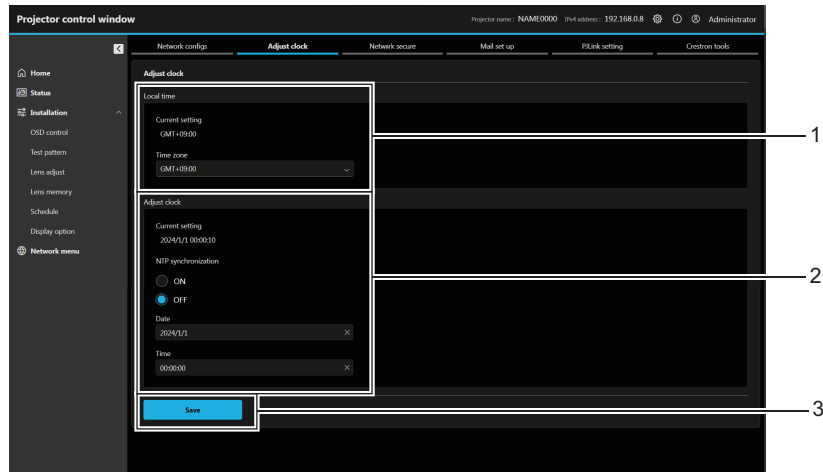 Projector control window
Projector name : NAME0000 IPv4 address : 192.168.0.8 Administrator
Network configs Adjust clock Netwerk secure Mail set up PJLink setting Crestron tools
Home
Status
Installation
OSD control
Test pattern
Lens adjust
Lens memory
Schedule
Display option
Network menu
Adjust clock
Local time
Current setting
GMT+09:00
Time zone
GMT+09:00
Adjust clock
Current setting
2024/1/1 00:00:10
NTP synchronization
ON
OFF
Date
2024/1/1
Time
00:00:00
Save
1
2
3